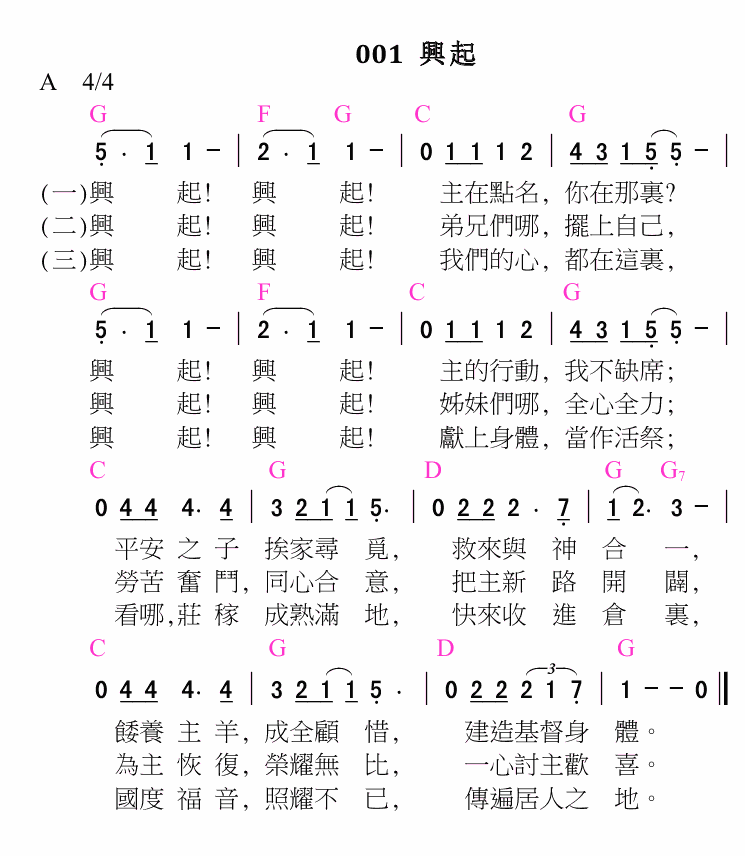 001 興起
A 4/4
G F G C G
5 · 1 1 - | 2 · 1 1 - | 0 1 1 1 2 | 4 3 1 5 5 - |
(一)興 起! 興 起! 主在點名, 你在那裏?
(二)興 起! 興 起! 弟兄們哪, 擺上自己,
(三)興 起! 興 起! 我們的心, 都在這裏,
G F C G
5 · 1 1 - | 2 · 1 1 - | 0 1 1 1 2 | 4 3 1 5 5 - |
興 起! 興 起! 主的行動, 我不缺席;
興 起! 興 起! 姊妹們哪, 全心全力;
興 起! 興 起! 獻上身體, 當作活祭;
C G D G G7
0 4 4 4· 4 | 3 2 1 1 5· | 0 2 2 2 · 7 | 1 2· 3 - |
平安 之 子 挨家尋 覓, 救來與 神 合 一,
勞苦 奮 鬥, 同心合 意, 把主新 路 開 闢,
看哪, 莊 稼 成熟滿 地, 快來收 進 倉 裏,
C G D G
0 4 4 4· 4 | 3 2 1 1 5 · | 0 2 2 2 1 7 | 1 - - 0 ‖
3
餧養 主 羊, 成全顧 惜, 建造基督身 體。
為主 恢 復, 榮耀無 比, 一心討主歡 喜。
國度 福 音, 照耀不 已, 傳遍居人之 地。